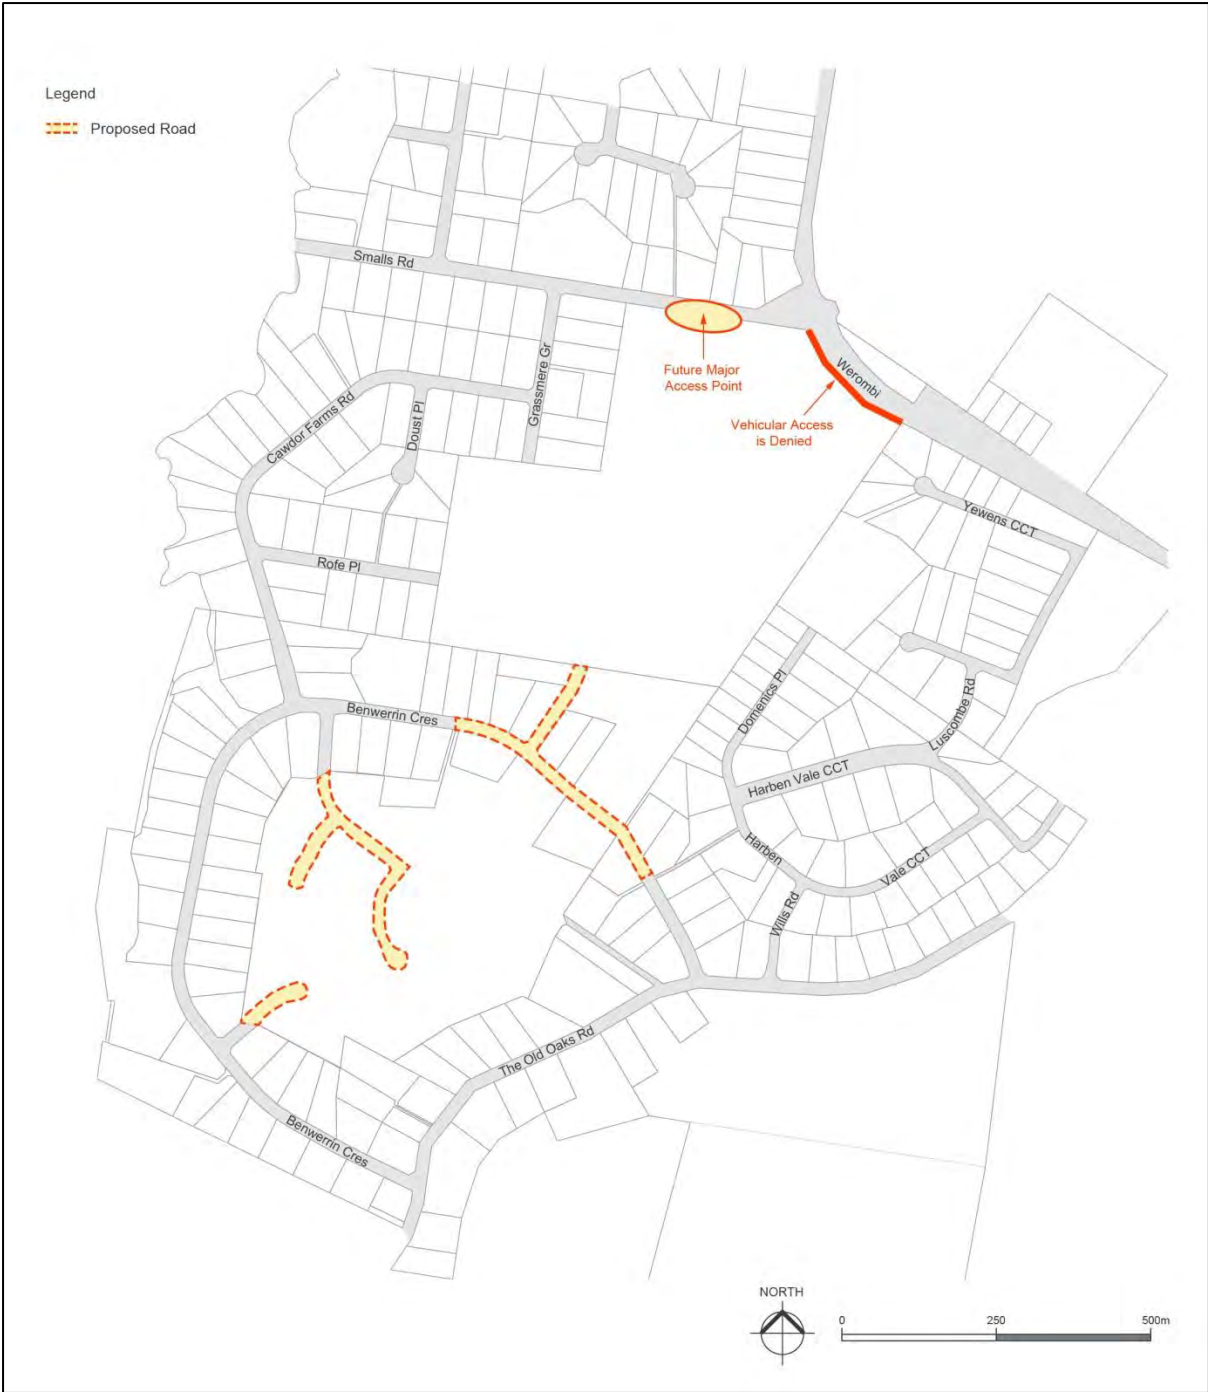 Legend
Proposed Road
Smalls Rd
Future Major
Access Point
Werombi
Vehicular Access
is Denied
Grassmere Gr
Cawdor Farms Rd
Doust Pl
Yewens CCT
Rofe Pl
Domenics Pl
Luscombe Rd
Benwerrin Cres
Harben Vale CCT
Harben
Vale CCT
Wills Rd
The Old Oaks Rd
Benwerrin Cres
NORTH
0
250
500m